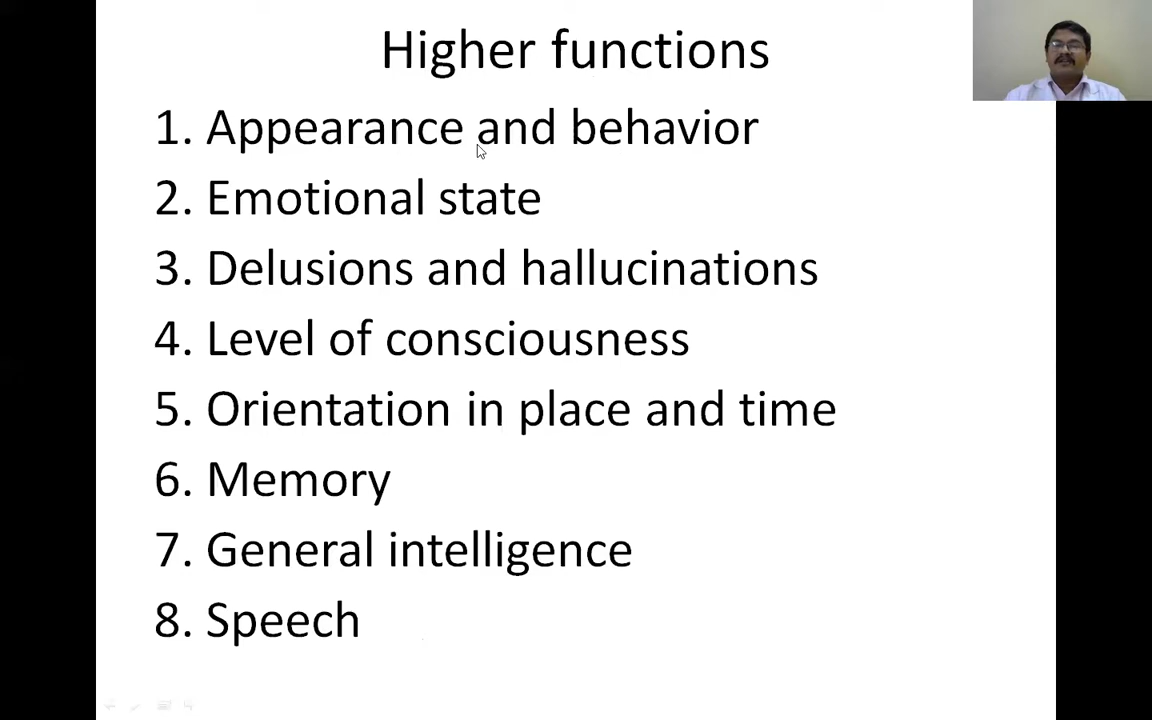 Higher functions
1. Appearance and behavior
2. Emotional state
3. Delusions and hallucinations
4. Level of consciousness
5. Orientation in place and time
6. Memory
7. General intelligence
8. Speech